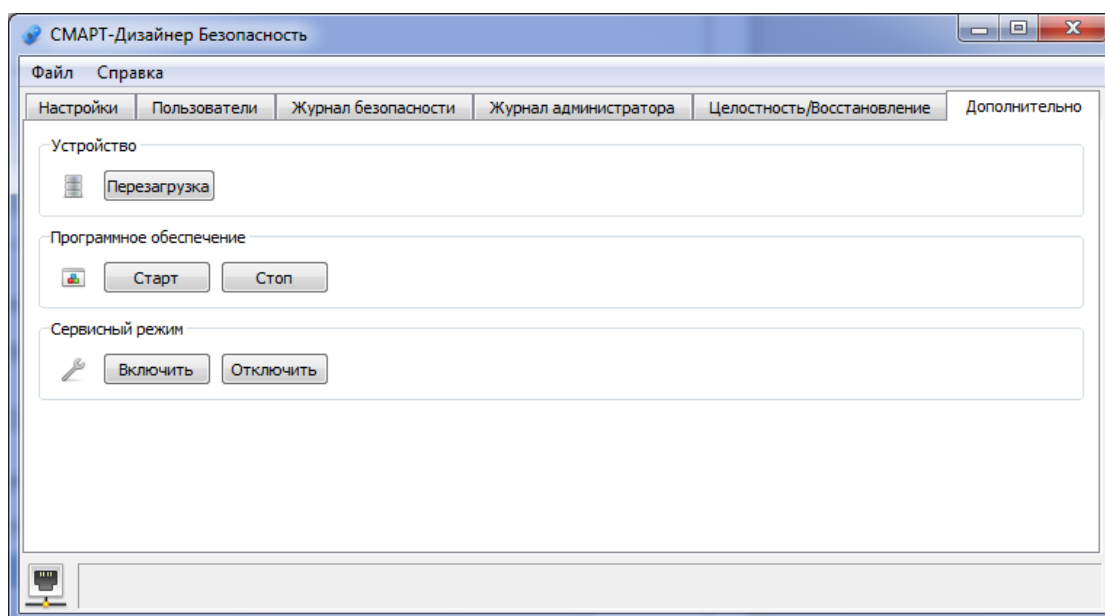 СМАРТ-Дизайнер Безопасность
Файл Справка
Настройки Пользователи Журнал безопасности Журнал администратора Целостность/Восстановление Дополнительно
Устройство
Перезагрузка
Программное обеспечение
Старт Стоп
Сервисный режим
Включить Отключить